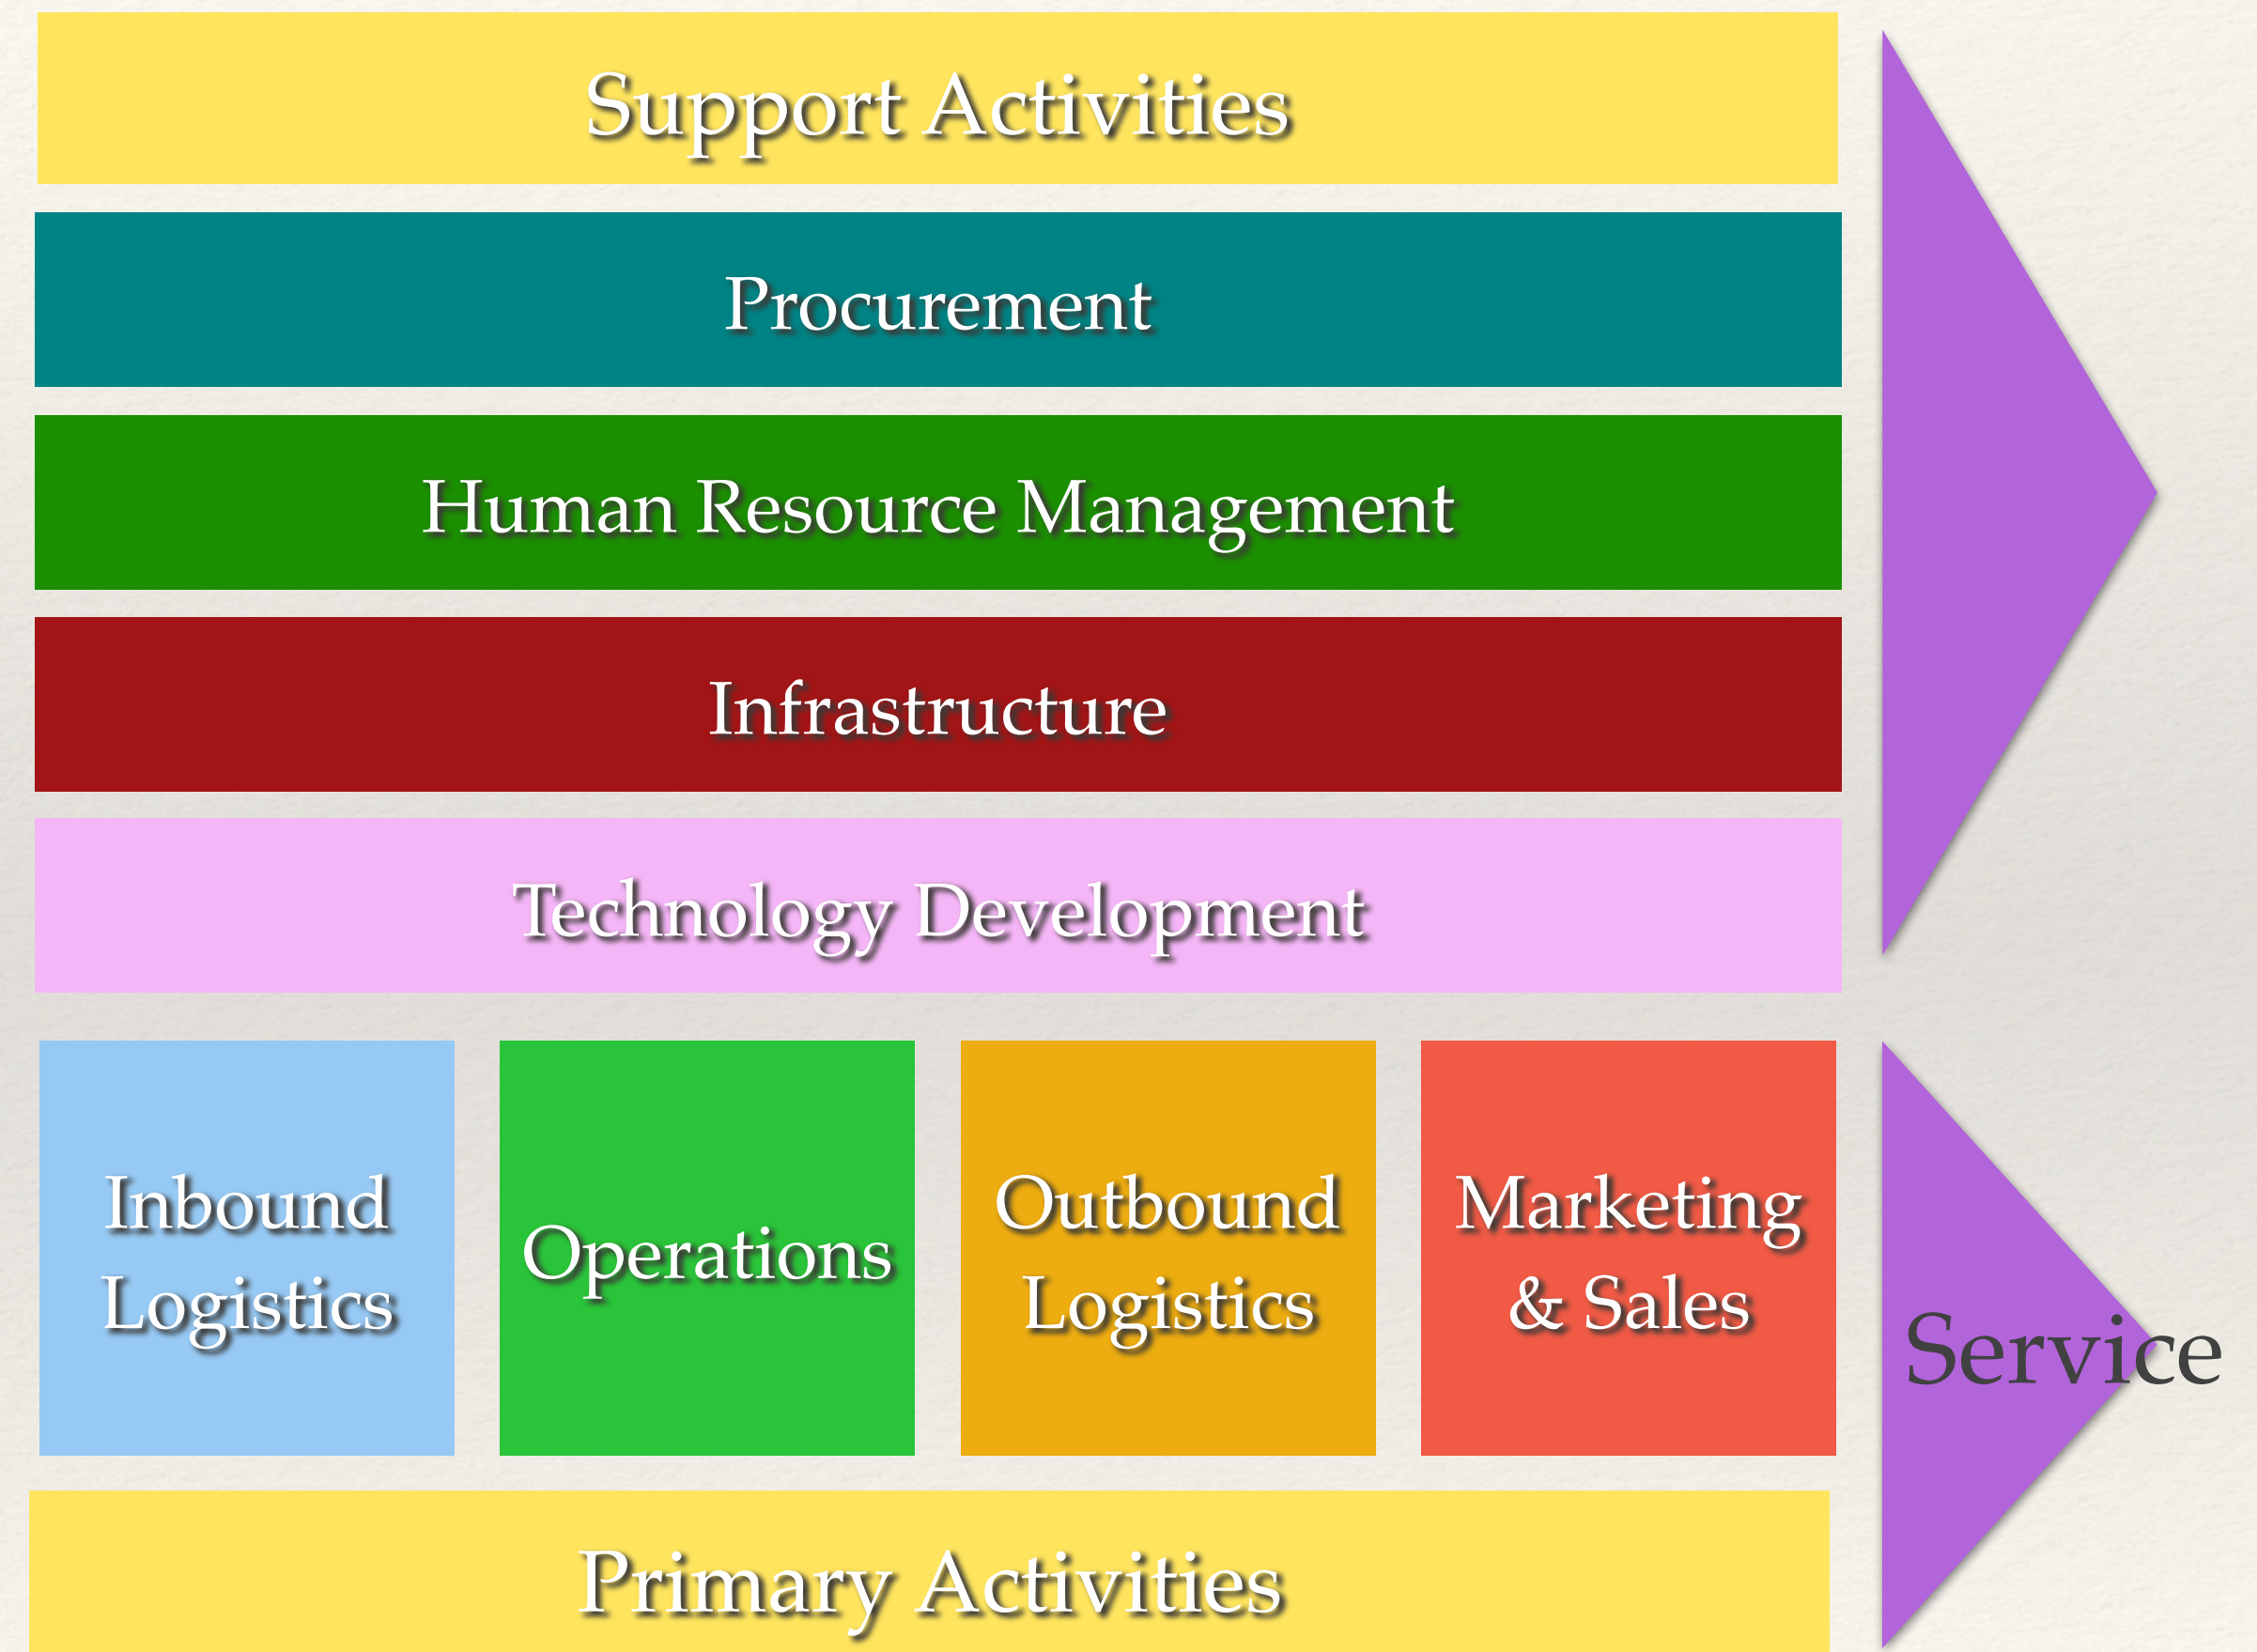 Support Activities
Procurement
Human Resource Management
Infrastructure
Technology Development
Inbound
Logistics
Operations
Outbound
Logistics
Marketing
& Sales
Service
Primary Activities